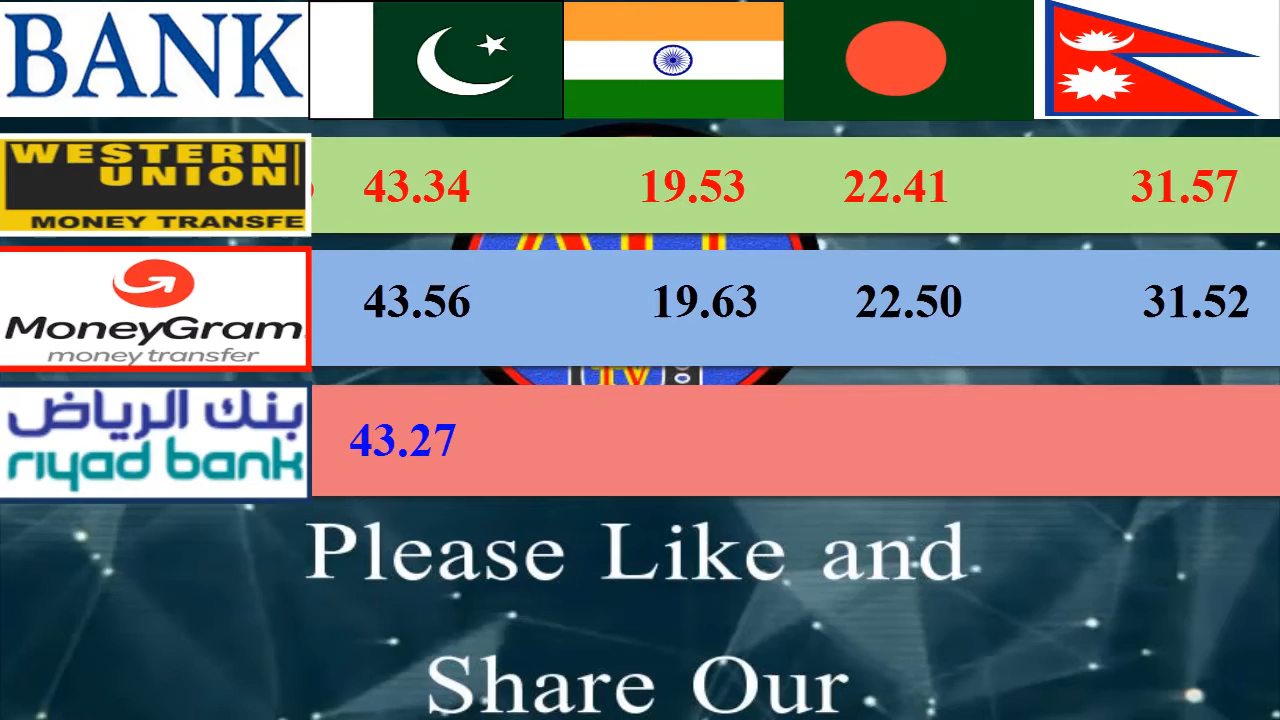 BANK
WESTERN
UNION
MONEY TRANSFE
43.34 19.53 22.41 31.57
MoneyGram
money transfer
43.56 19.63 22.50 31.52
بنك الرياض
riyad bank
43.27
TV
Please Like and
Share Our